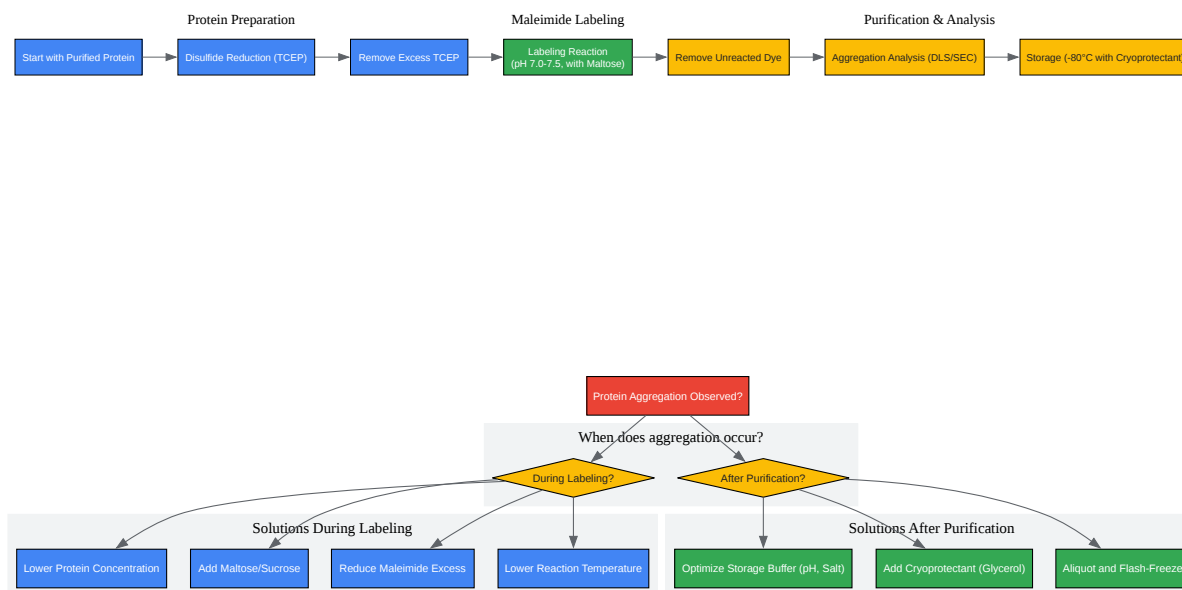 Protein Preparation
Maleimide Labeling
Purification & Analysis
Start with Purified Protein
Disulfide Reduction (TCEP)
Remove Excess TCEP
Labeling Reaction
(pH 7.0-7.5, with Maltose)
Remove Unreacted Dye
Aggregation Analysis (DLS/SEC)
Storage (-80°C with Cryoprotectant)
Protein Aggregation Observed?
When does aggregation occur?
During Labeling?
After Purification?
Solutions During Labeling
Solutions After Purification
Lower Protein Concentration
Add Maltose/Sucrose
Reduce Maleimide Excess
Lower Reaction Temperature
Optimize Storage Buffer (pH, Salt)
Add Cryoprotectant (Glycerol)
Aliquot and Flash-Freeze